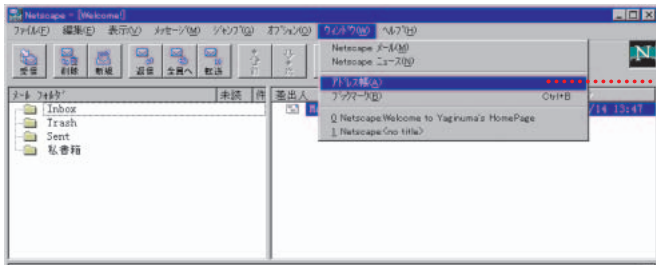 Netscape - [Welcome!]
ファイル(F) 編集(E) 表示(V) メッセージ(M) ジャンプ(G) オプション(O) ウィンドウ(W) ヘルプ(H)
受信 削除 新規 返信 全員へ 転送
Netscape メール(M)
Netscape ニュース(N)
アドレス帳(A)
ブックマーク(B) Ctrl+B
0 Netscape:Welcome to Yaginuma's HomePage
1 Netscape:<no title>
メール フォルダ 未読 件 差出人
Inbox
/14 13:47
Trash
Sent
私書箱
N